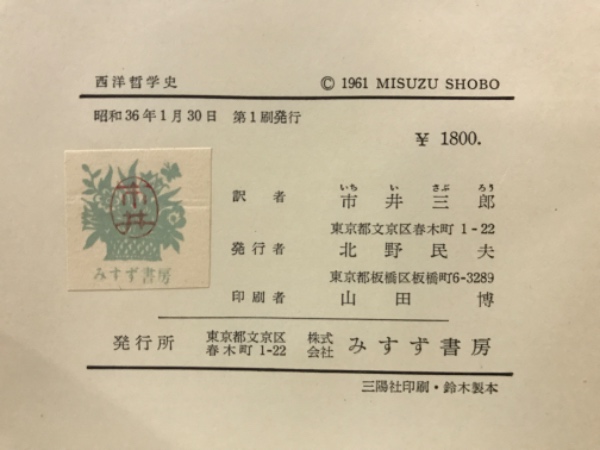 西洋哲学史 © 1961 MISUZU SHOBO
昭和36年1月30日 第1刷発行
¥ 1800.
市井
みすず書房
いち い さぶ ろう
訳者 市井三郎
東京都文京区春木町 1-22
発行者 北野民夫
東京都板橋区板橋町6-3289
印刷者 山田博
発行所 東京都文京区 春木町 1-22 株式会社 みすず書房
三陽社印刷・鈴木製本